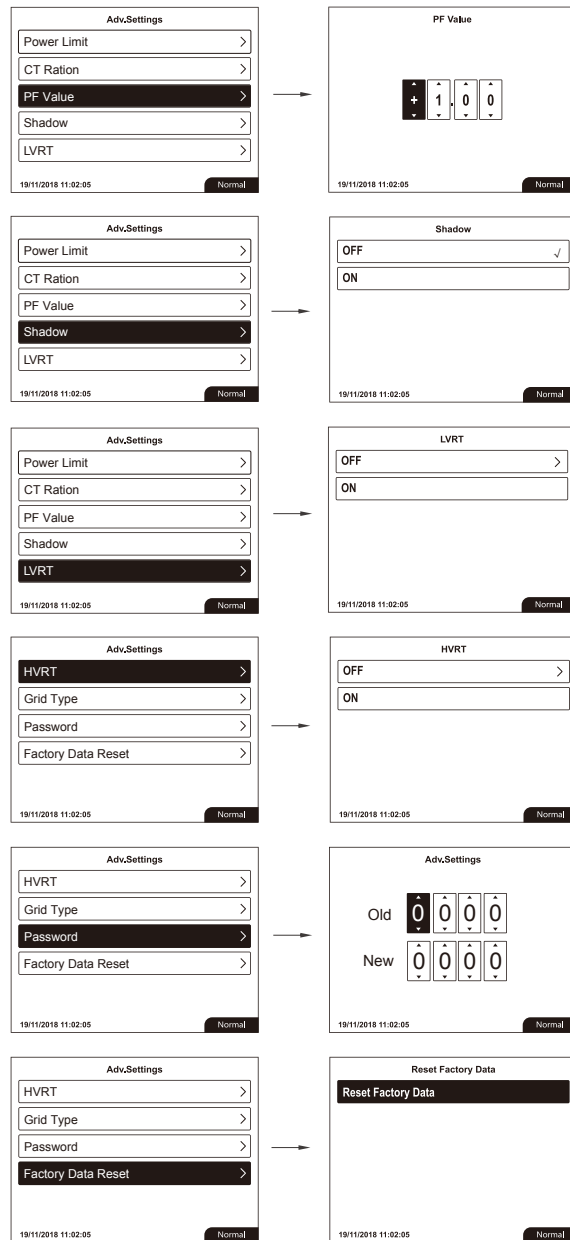 Adv.Settings
Power Limit >
CT Ration >
PF Value >
Shadow >
LVRT >
19/11/2018 11:02:05 Normal
PF Value
+ 1 . 0 0
19/11/2018 11:02:05 Normal
Adv.Settings
Power Limit >
CT Ration >
PF Value >
Shadow >
LVRT >
19/11/2018 11:02:05 Normal
Shadow
OFF √
ON
19/11/2018 11:02:05 Normal
Adv.Settings
Power Limit >
CT Ration >
PF Value >
Shadow >
LVRT >
19/11/2018 11:02:05 Normal
LVRT
OFF >
ON
19/11/2018 11:02:05 Normal
Adv.Settings
HVRT >
Grid Type >
Password >
Factory Data Reset >
19/11/2018 11:02:05 Normal
HVRT
OFF >
ON
19/11/2018 11:02:05 Normal
Adv.Settings
HVRT >
Grid Type >
Password >
Factory Data Reset >
19/11/2018 11:02:05 Normal
Adv.Settings
Old 0 0 0 0
New 0 0 0 0
19/11/2018 11:02:05 Normal
Adv.Settings
HVRT >
Grid Type >
Password >
Factory Data Reset >
19/11/2018 11:02:05 Normal
Reset Factory Data
Reset Factory Data
19/11/2018 11:02:05 Normal